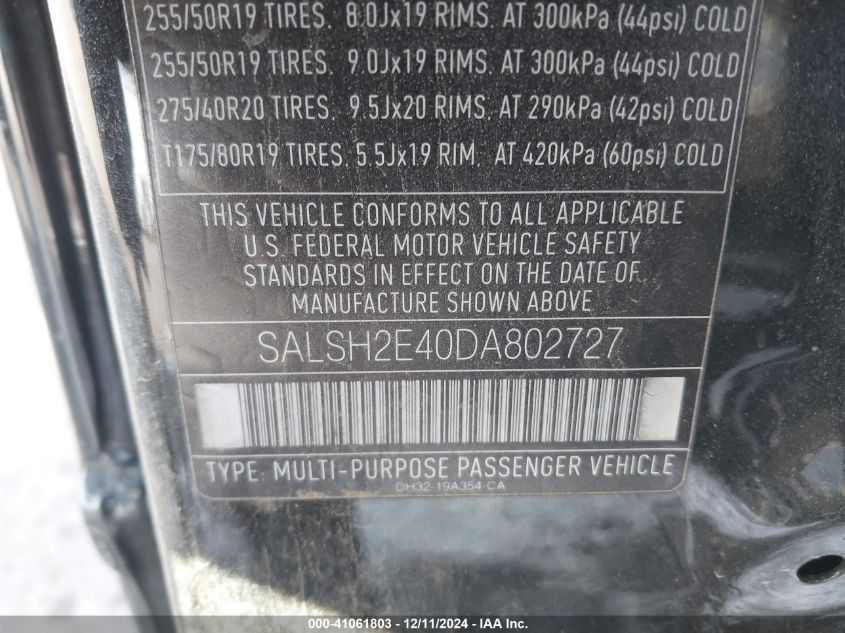 255/50R19 TIRES. 8.0Jx19 RIMS. AT 300kPa (44psi) COLD
255/50R19 TIRES. 9.0Jx19 RIMS. AT 300kPa (44psi) COLD
275/40R20 TIRES. 9.5Jx20 RIMS. AT 290kPa (42psi) COLD
T175/80R19 TIRES. 5.5Jx19 RIM. AT 420kPa (60psi) COLD
THIS VEHICLE CONFORMS TO ALL APPLICABLE
U.S. FEDERAL MOTOR VEHICLE SAFETY
STANDARDS IN EFFECT ON THE DATE OF
MANUFACTURE SHOWN ABOVE
SALSH2E40DA802727
TYPE: MULTI-PURPOSE PASSENGER VEHICLE
DH32-19A354-CA
000-41061803 - 12/11/2024 - IAA Inc.